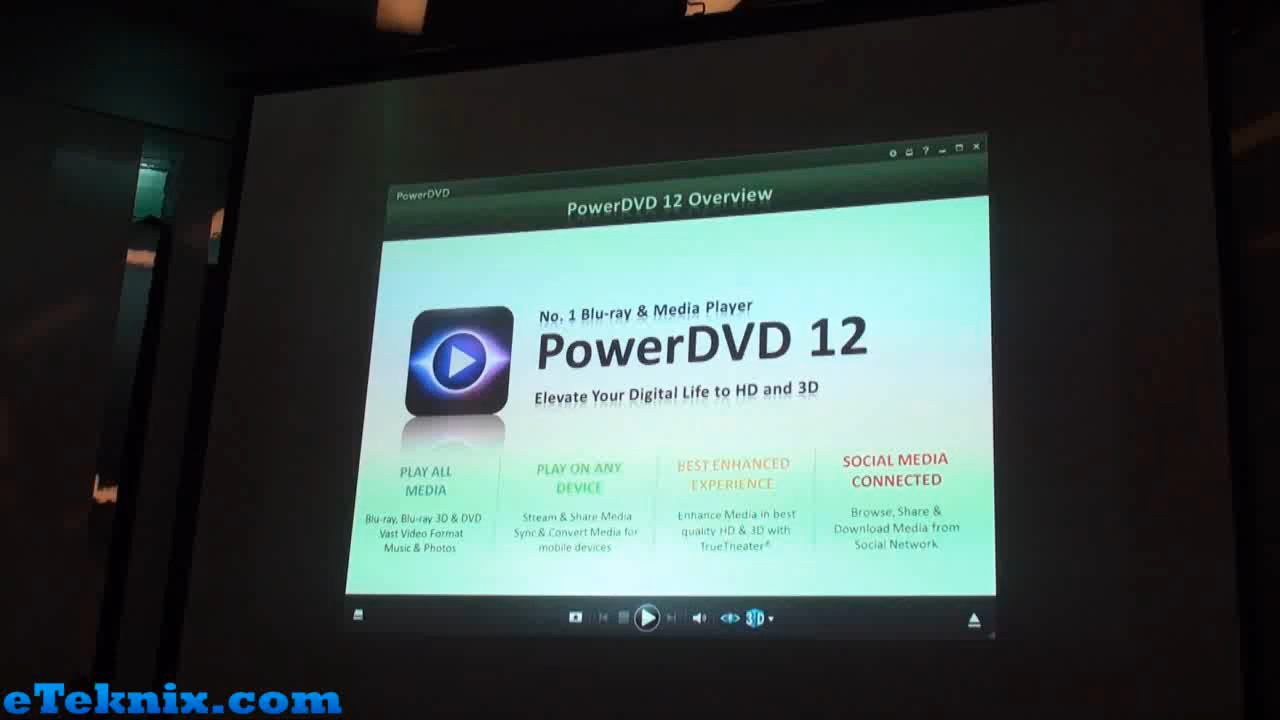 PowerDVD
?
PowerDVD 12 Overview
No. 1 Blu-ray & Media Player
PowerDVD 12
Elevate Your Digital Life to HD and 3D
PLAY ALL
MEDIA
Blu-ray, Blu-ray 3D & DVD
Vast Video Format
Music & Photos
PLAY ON ANY
DEVICE
Stream & Share Media
Sync & Convert Media for
mobile devices
BEST ENHANCED
EXPERIENCE
Enhance Media in best
quality HD & 3D with
TrueTheater®
SOCIAL MEDIA
CONNECTED
Browse, Share &
Download Media from
Social Network
3D
eTeknix.com